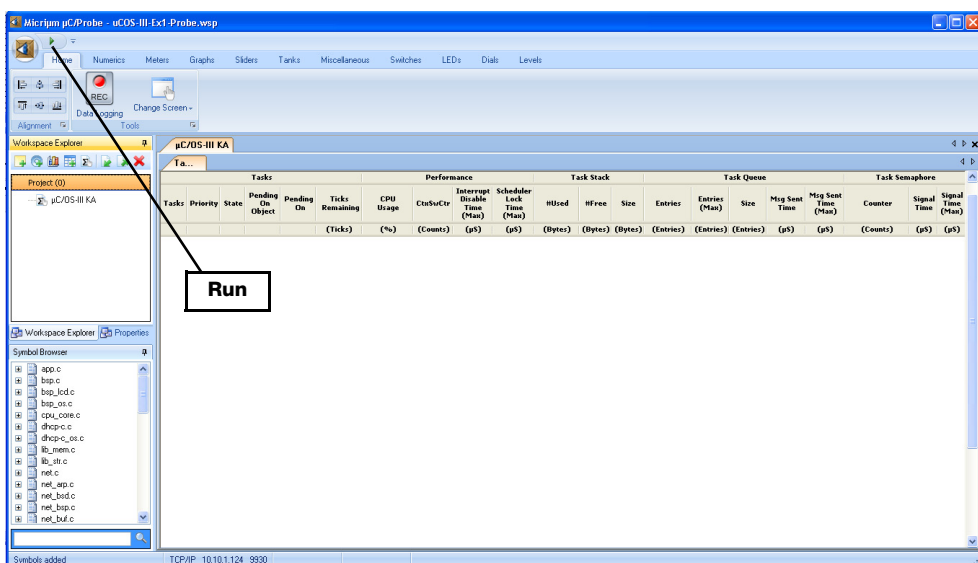 Micriµm µC/Probe - uCOS-III-Ex1-Probe.wsp
Home Numerics Meters Graphs Sliders Tanks Miscellaneous Switches LEDs Dials Levels
REC
Data Logging
Change Screen
Alignment
Tools
Workspace Explorer
Project (0)
µC/OS-III KA
Workspace Explorer
Properties
Symbol Browser
app.c
bsp.c
bsp_lcd.c
bsp_os.c
cpu_core.c
dhcp-c.c
dhcp-c_os.c
lib_mem.c
lib_str.c
net.c
net_arp.c
net_bsd.c
net_bsp.c
net_buf.c
µC/OS-III KA
Ta...
Tasks Performance Task Stack Task Queue Task Semaphore
Tasks
Priority
State
Pending
On
Object
Pending
On
Ticks
Remaining
CPU
Usage
CtxSwCtr
Interrupt
Disable
Time
(Max)
Scheduler
Lock
Time
(Max)
#Used
#Free
Size
Entries
Entries
(Max)
Size
Msg Sent
Time
Msg Sent
Time
(Max)
Counter
Signal
Time
Signal
Time
(Max)
(Ticks) (%) (Counts) (µS) (µS) (Bytes) (Bytes) (Bytes) (Entries) (Entries) (Entries) (µS) (µS) (Counts) (µS) (µS)
Run
Symbols added
TCP/IP 10.10.1.124 9930